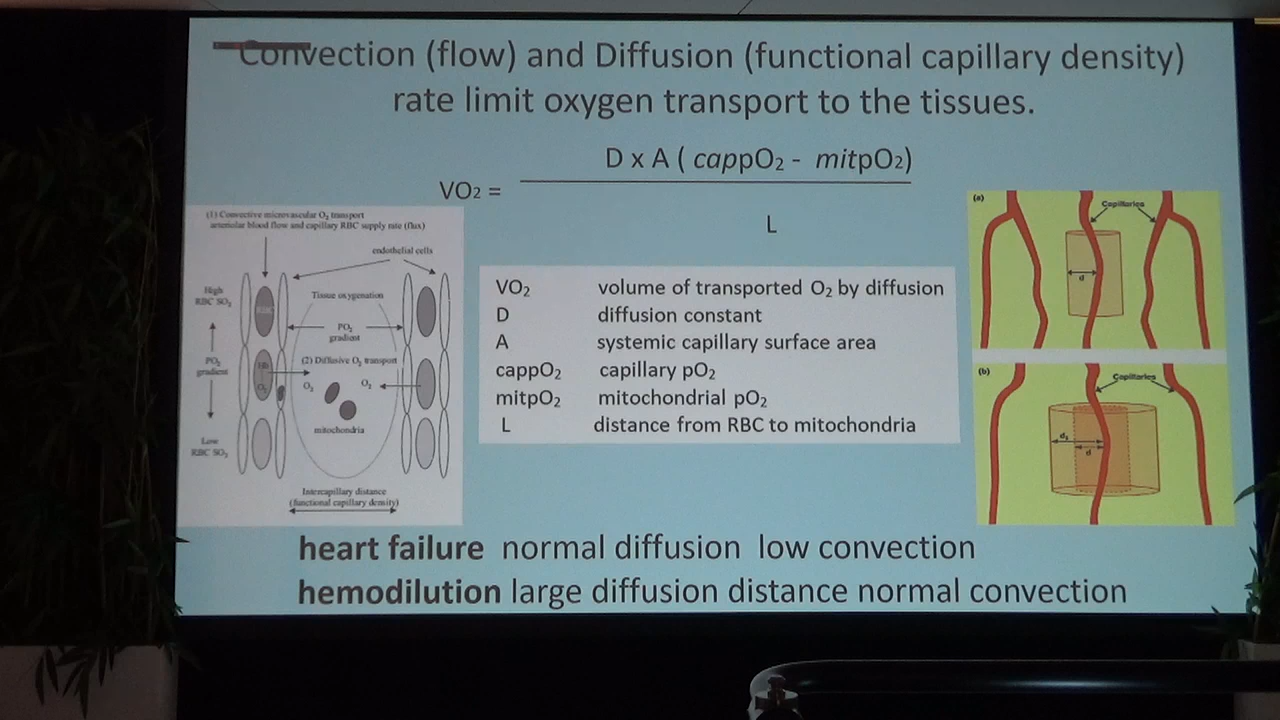 Convection (flow) and Diffusion (functional capillary density)
rate limit oxygen transport to the tissues.
D x A ( cappO₂ - mitpO₂)
VO₂ =
L
(1) Convective microvascular O₂ transport
arteriolar blood flow and capillary RBC supply rate (flux)
endothelial cells
High
RBC SO₂
Tissue oxygenation
PO₂
gradient
PO₂
gradient
(2) Diffusive O₂ transport
Hb
O₂
O₂
O₂
mitochondria
Low
RBC SO₂
Intercapillary distance
(functional capillary density)
VO₂ volume of transported O₂ by diffusion
D diffusion constant
A systemic capillary surface area
cappO₂ capillary pO₂
mitpO₂ mitochondrial pO₂
L distance from RBC to mitochondria
(a)
Capillaries
d
(b)
Capillaries
d
heart failure normal diffusion low convection
hemodilution large diffusion distance normal convection